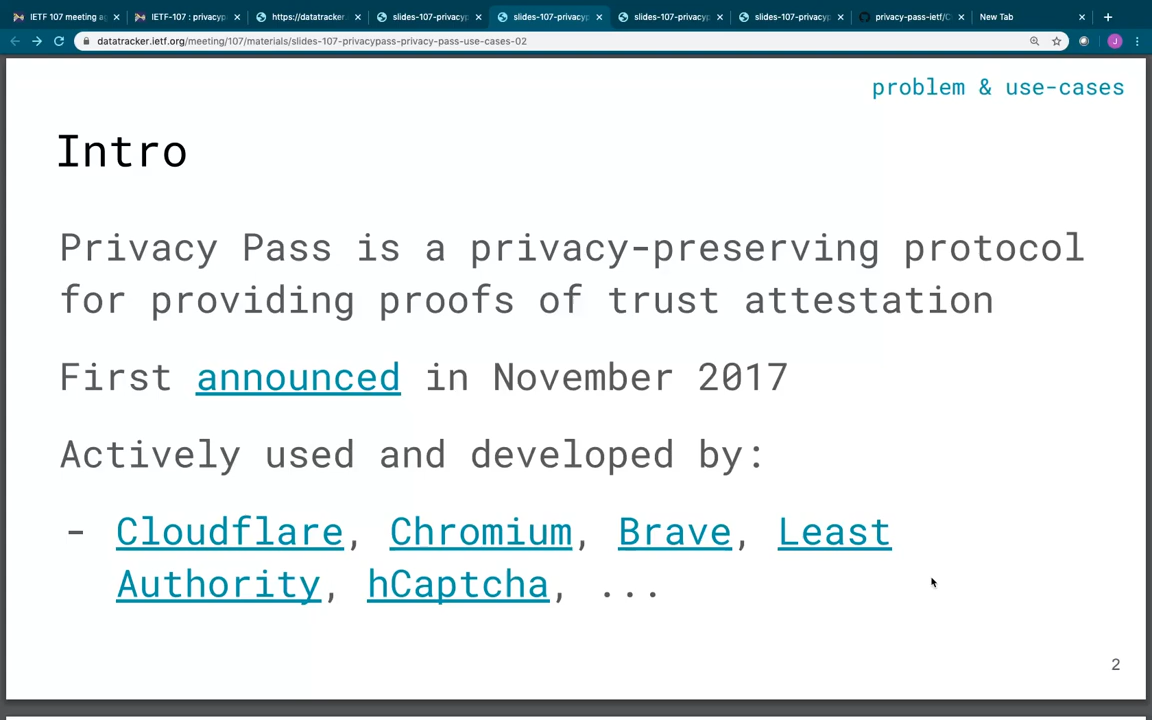 IETF 107 meeting ag
IETF-107 : privacyp
https://datatracker.
slides-107-privacyp
slides-107-privacyp
slides-107-privacyp
slides-107-privacyp
privacy-pass-ietf/C
New Tab
datatracker.ietf.org/meeting/107/materials/slides-107-privacypass-privacy-pass-use-cases-02
J
problem & use-cases
Intro
Privacy Pass is a privacy-preserving protocol
for providing proofs of trust attestation
First announced in November 2017
Actively used and developed by:
- Cloudflare, Chromium, Brave, Least
Authority, hCaptcha, ...
2